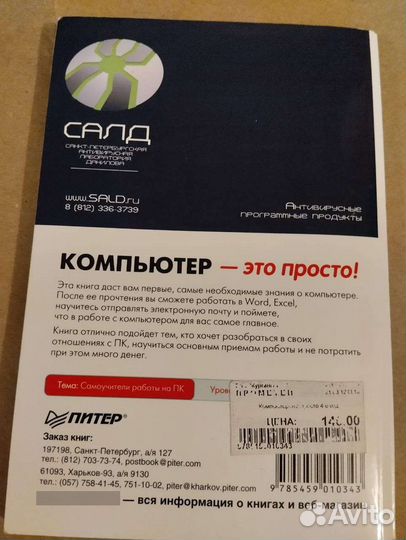 САЛД
САНКТ-ПЕТЕРБУРГСКАЯ
АНТИВИРУСНАЯ
ЛАБОРАТОРИЯ
ДАНИЛОВА
www.SALD.ru
8 (812) 336-3739
Антивирусные
программные продукты
КОМПЬЮТЕР — это просто!
Эта книга даст вам первые, самые необходимые знания о компьютере.
После ее прочтения вы сможете работать в Word, Excel,
научитесь отправлять электронную почту и поймете,
что в работе с компьютером для вас самое главное.
Книга отлично подойдет тем, кто хочет разобраться в своих
отношениях с ПК, научиться основным приемам работы и не потратить
при этом много денег.
Тема: Самоучители работы на ПК
Уров
ЦЕНА: 140.00
ПИТЕР
Заказ книг:
197198, Санкт-Петербург, а/я 127
тел.: (812) 703-73-74, postbook@piter.com
61093, Харьков-93, а/я 9130
тел.: (057) 758-41-45, 751-10-02, piter@kharkov.piter.com
9785459010343
— вся информация о книгах и веб-магазин
Avito